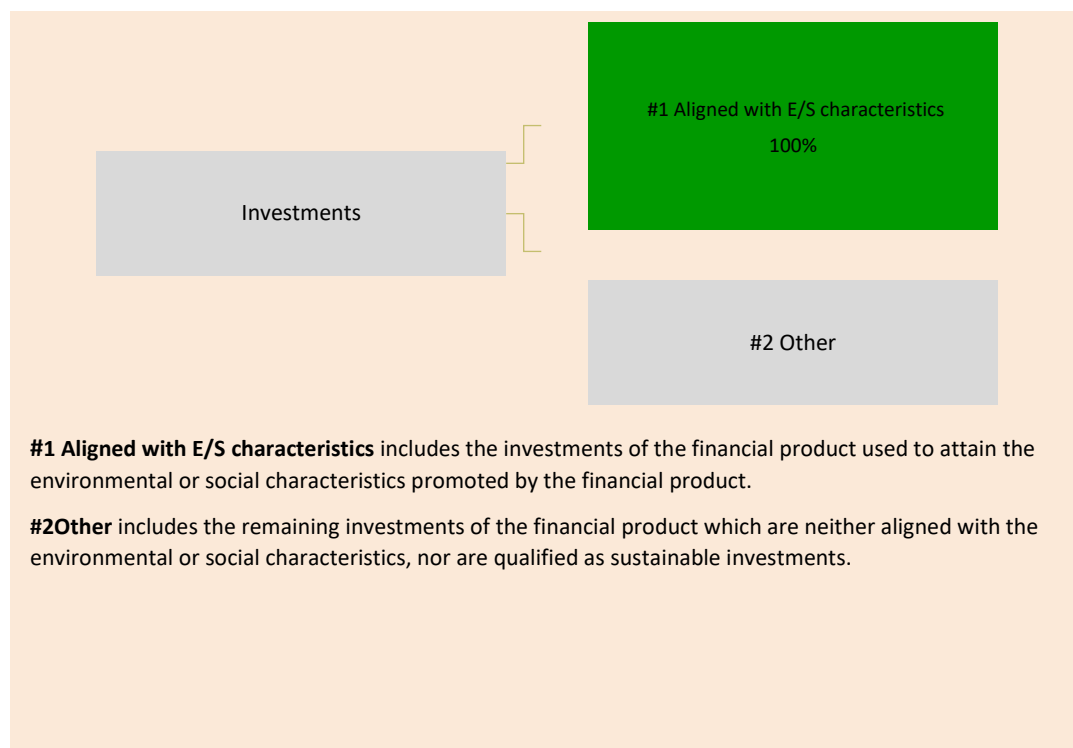 #1 Aligned with E/S characteristics
100%
Investments
#2 Other
#1 Aligned with E/S characteristics includes the investments of the financial product used to attain the
environmental or social characteristics promoted by the financial product.
#2Other includes the remaining investments of the financial product which are neither aligned with the
environmental or social characteristics, nor are qualified as sustainable investments.